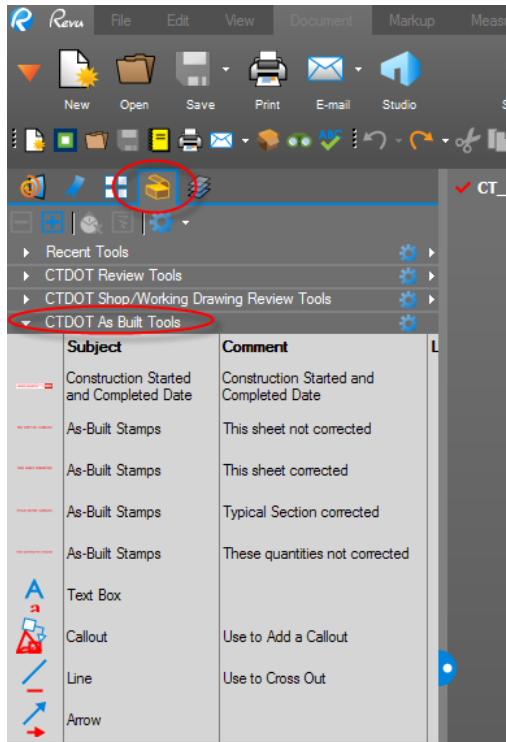 Revu File Edit View Document Markup Meas
New Open Save Print E-mail Studio
CT_
Recent Tools
CTDOT Review Tools
CTDOT Shop/Working Drawing Review Tools
CTDOT As Built Tools
Subject Comment L
Construction Started Construction Started and
and Completed Date Completed Date
As-Built Stamps This sheet not corrected
As-Built Stamps This sheet corrected
As-Built Stamps Typical Section corrected
As-Built Stamps These quantities not corrected
Text Box
Callout Use to Add a Callout
Line Use to Cross Out
Arrow